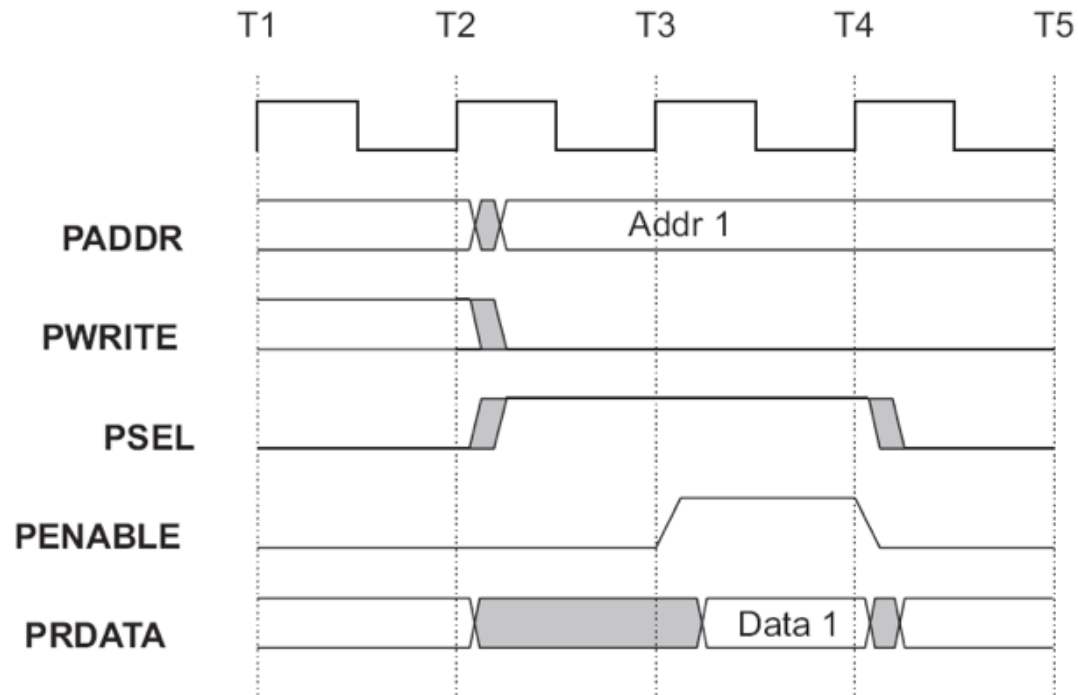 T1 T2 T3 T4 T5
PADDR Addr 1
PWRITE
PSEL
PENABLE
PRDATA Data 1